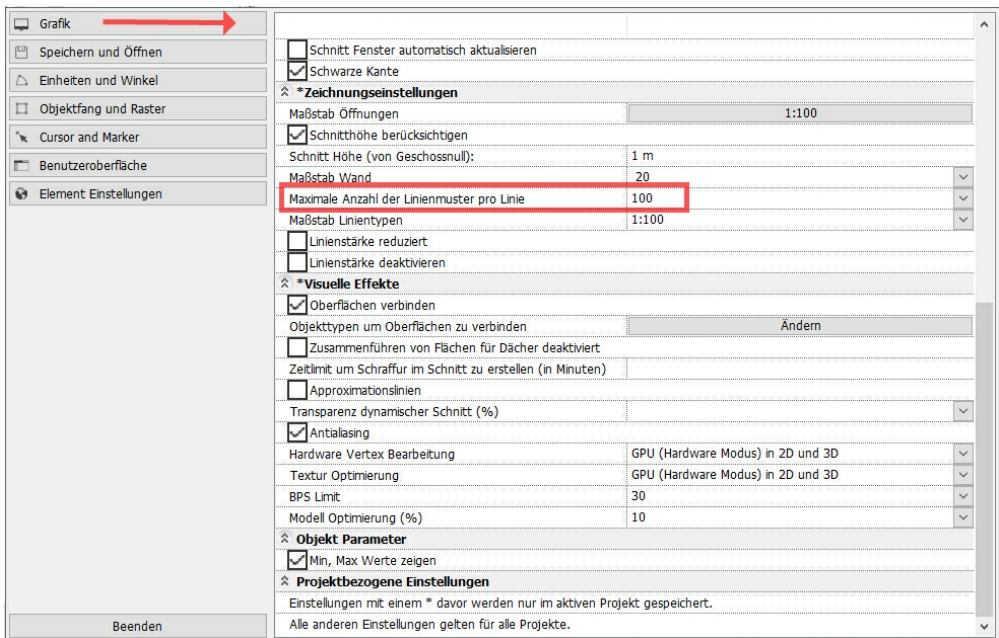 Grafik
Speichern und Öffnen
Einheiten und Winkel
Objektfang und Raster
Cursor and Marker
Benutzeroberfläche
Element Einstellungen
Beenden
Schnitt Fenster automatisch aktualisieren
Schwarze Kante
*Zeichnungseinstellungen
Maßstab Öffnungen 1:100
Schnitthöhe berücksichtigen
Schnitt Höhe (von Geschossnull): 1 m
Maßstab Wand 20
Maximale Anzahl der Linienmuster pro Linie 100
Maßstab Linientypen 1:100
Linienstärke reduziert
Linienstärke deaktivieren
*Visuelle Effekte
Oberflächen verbinden
Objekttypen um Oberflächen zu verbinden Ändern
Zusammenführen von Flächen für Dächer deaktiviert
Zeitlimit um Schraffur im Schnitt zu erstellen (in Minuten)
Approximationslinien
Transparenz dynamischer Schnitt (%)
Antialiasing
Hardware Vertex Bearbeitung GPU (Hardware Modus) in 2D und 3D
Textur Optimierung GPU (Hardware Modus) in 2D und 3D
BPS Limit 30
Modell Optimierung (%) 10
Objekt Parameter
Min, Max Werte zeigen
Projektbezogene Einstellungen
Einstellungen mit einem * davor werden nur im aktiven Projekt gespeichert.
Alle anderen Einstellungen gelten für alle Projekte.